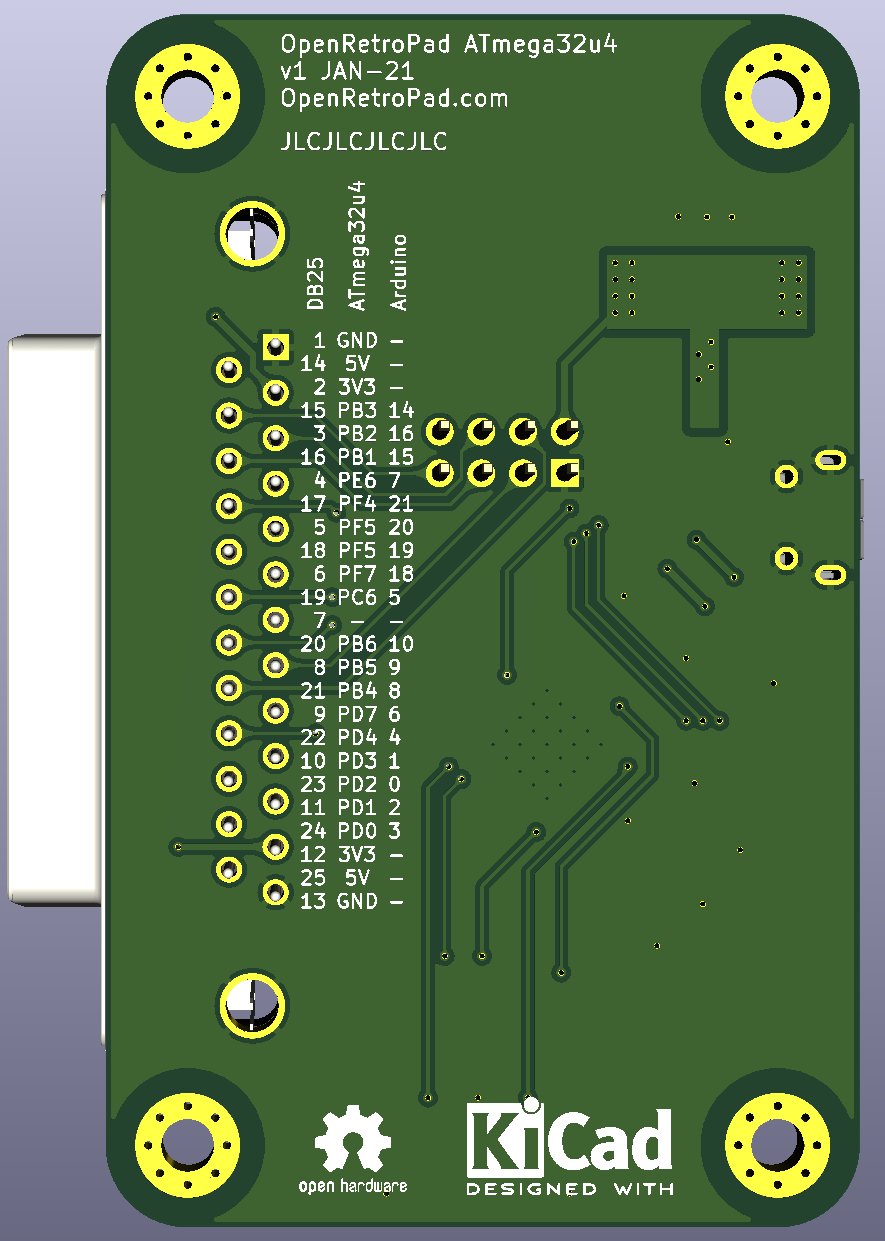 OpenRetroPad ATmega32u4
v1 JAN-21
OpenRetroPad.com
JLCJLCJLCJLC
DB25 ATmega32u4 Arduino
1 GND -
14 5V -
2 3V3 -
15 PB3 14
3 PB2 16
16 PB1 15
4 PE6 7
17 PF4 21
5 PF5 20
18 PF5 19
6 PF7 18
19 PC6 5
7 - -
20 PB6 10
8 PB5 9
21 PB4 8
9 PD7 6
22 PD4 4
10 PD3 1
23 PD2 0
11 PD1 2
24 PD0 3
12 3V3 -
25 5V -
13 GND -
open hardware
KiCad
DESIGNED WITH